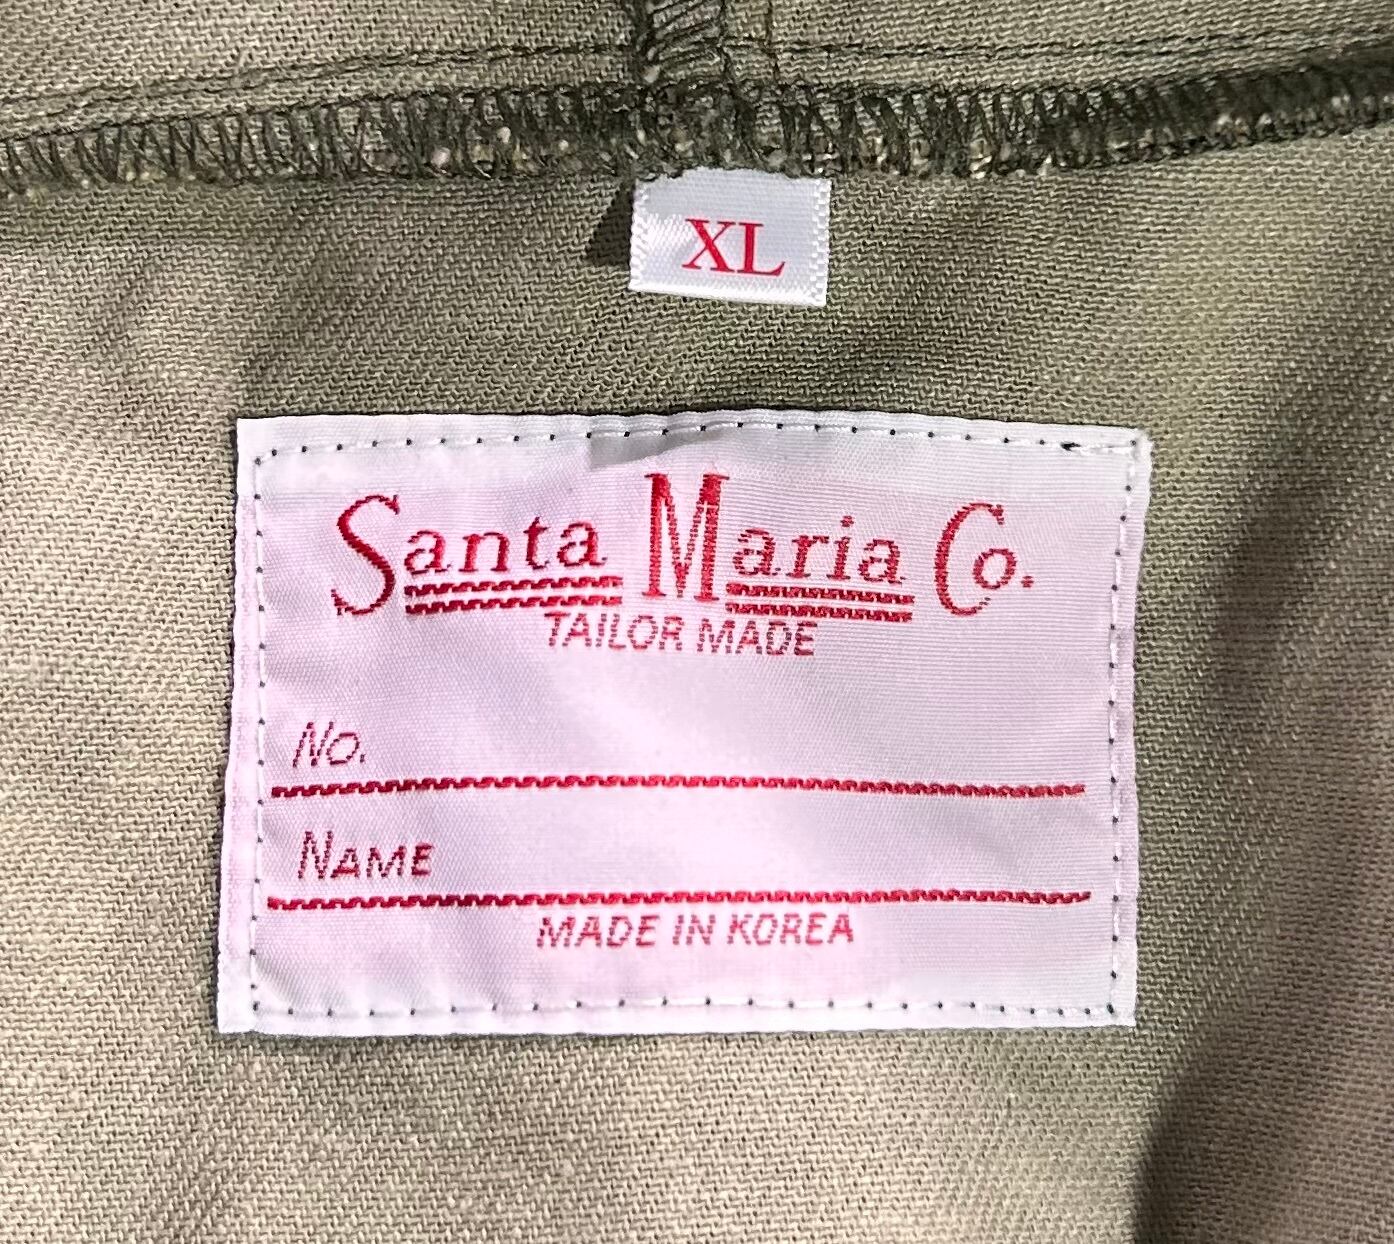 XL
Santa Maria Co.
TAILOR MADE
No.
NAME
MADE IN KOREA